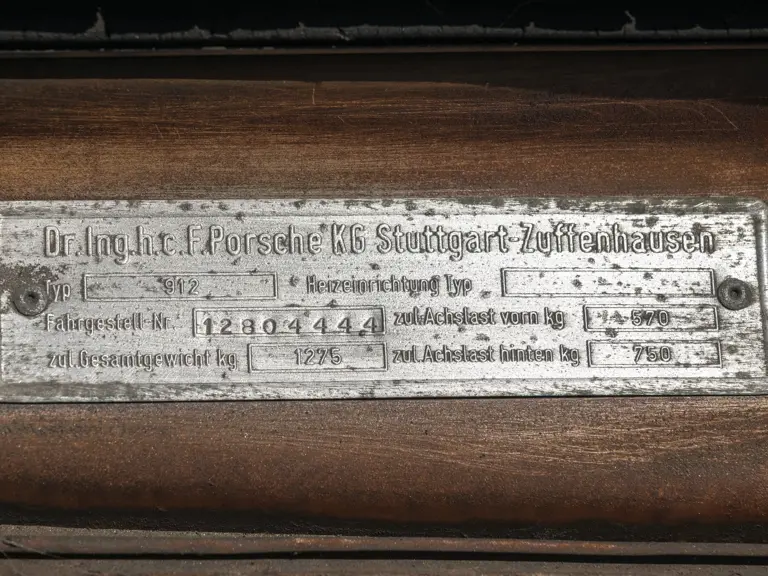 Dr. Ing.h.c.F.Porsche KG Stuttgart-Zuffenhausen
Typ 912 Heizeinrichtung Typ
Fahrgestell-Nr. 12804444 zul.Achslast vorn kg 570
zul.Gesamtgewicht kg 1275 zul.Achslast hinten kg 750